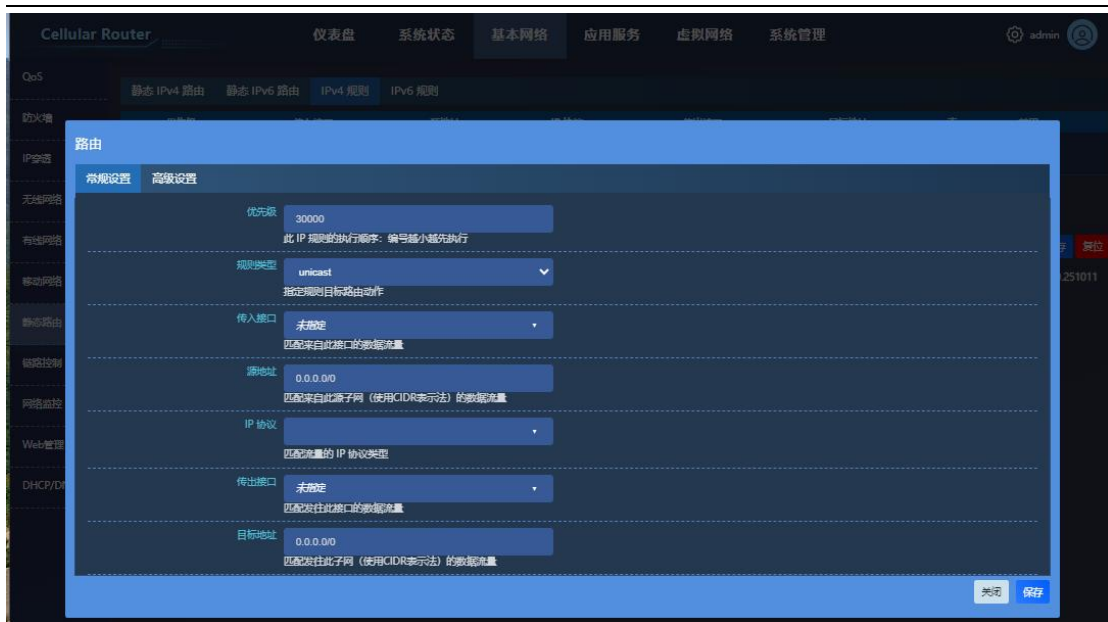 Cellular Router
仪表盘 系统状态 基本网络 应用服务 虚拟网络 系统管理 admin
QoS
静态 IPv4 路由 静态 IPv6 路由 IPv4 规则 IPv6 规则
防火墙
路由
IP穿透
常规设置 高级设置
无线网络
优先级 30000
此 IP 规则的执行顺序：编号越小越先执行
有线网络
复位
规则类型 unicast
指定规则目标路由动作
移动网络
.251011
传入接口 未指定
匹配来自此接口的数据流量
静态路由
链路控制
源地址 0.0.0.0/0
匹配来自此源子网（使用CIDR表示法）的数据流量
网络监控
IP 协议
匹配流量的 IP 协议类型
Web管理
传出接口 未指定
匹配发往此接口的数据流量
DHCP/DN
目标地址 0.0.0.0/0
匹配发往此子网（使用CIDR表示法）的数据流量
关闭 保存